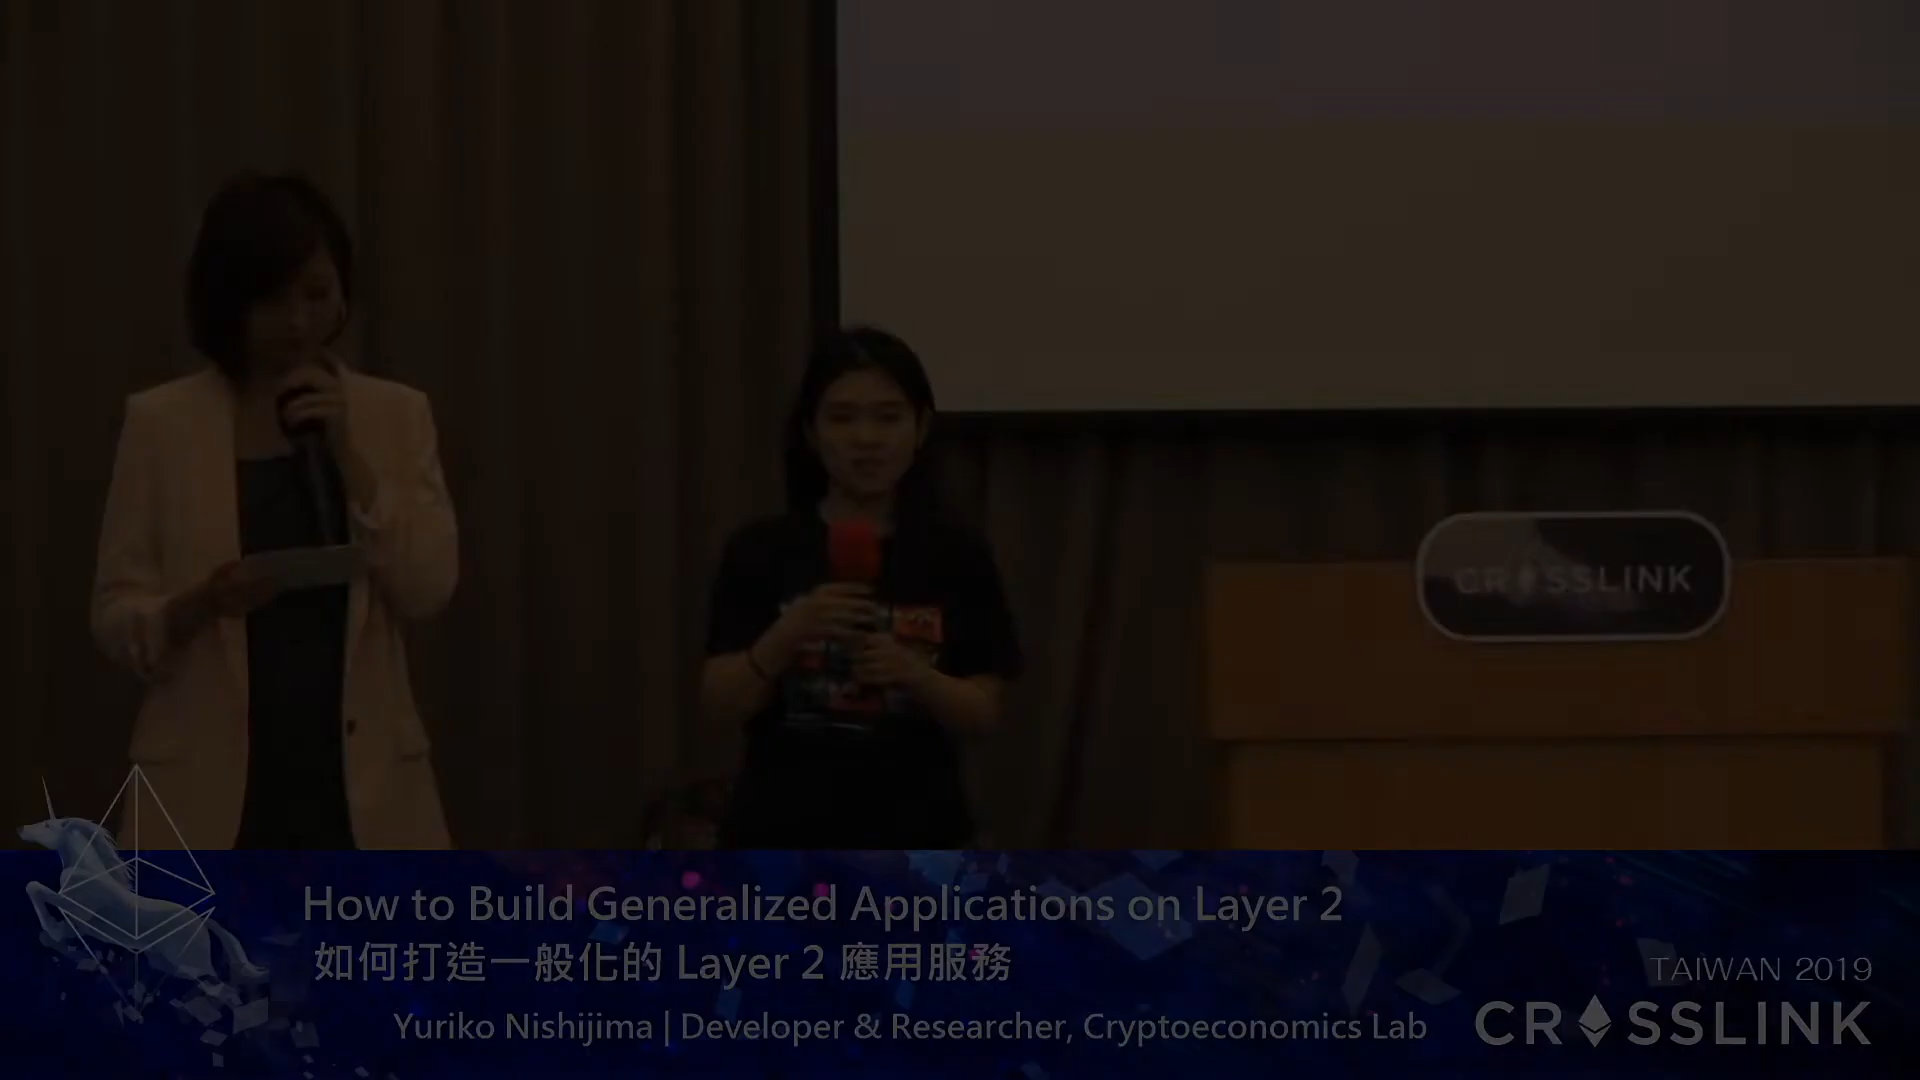 CROSSLINK
How to Build Generalized Applications on Layer 2
如何打造一般化的 Layer 2 應用服務
Yuriko Nishijima | Developer & Researcher, Cryptoeconomics Lab
TAIWAN 2019
CROSSLINK